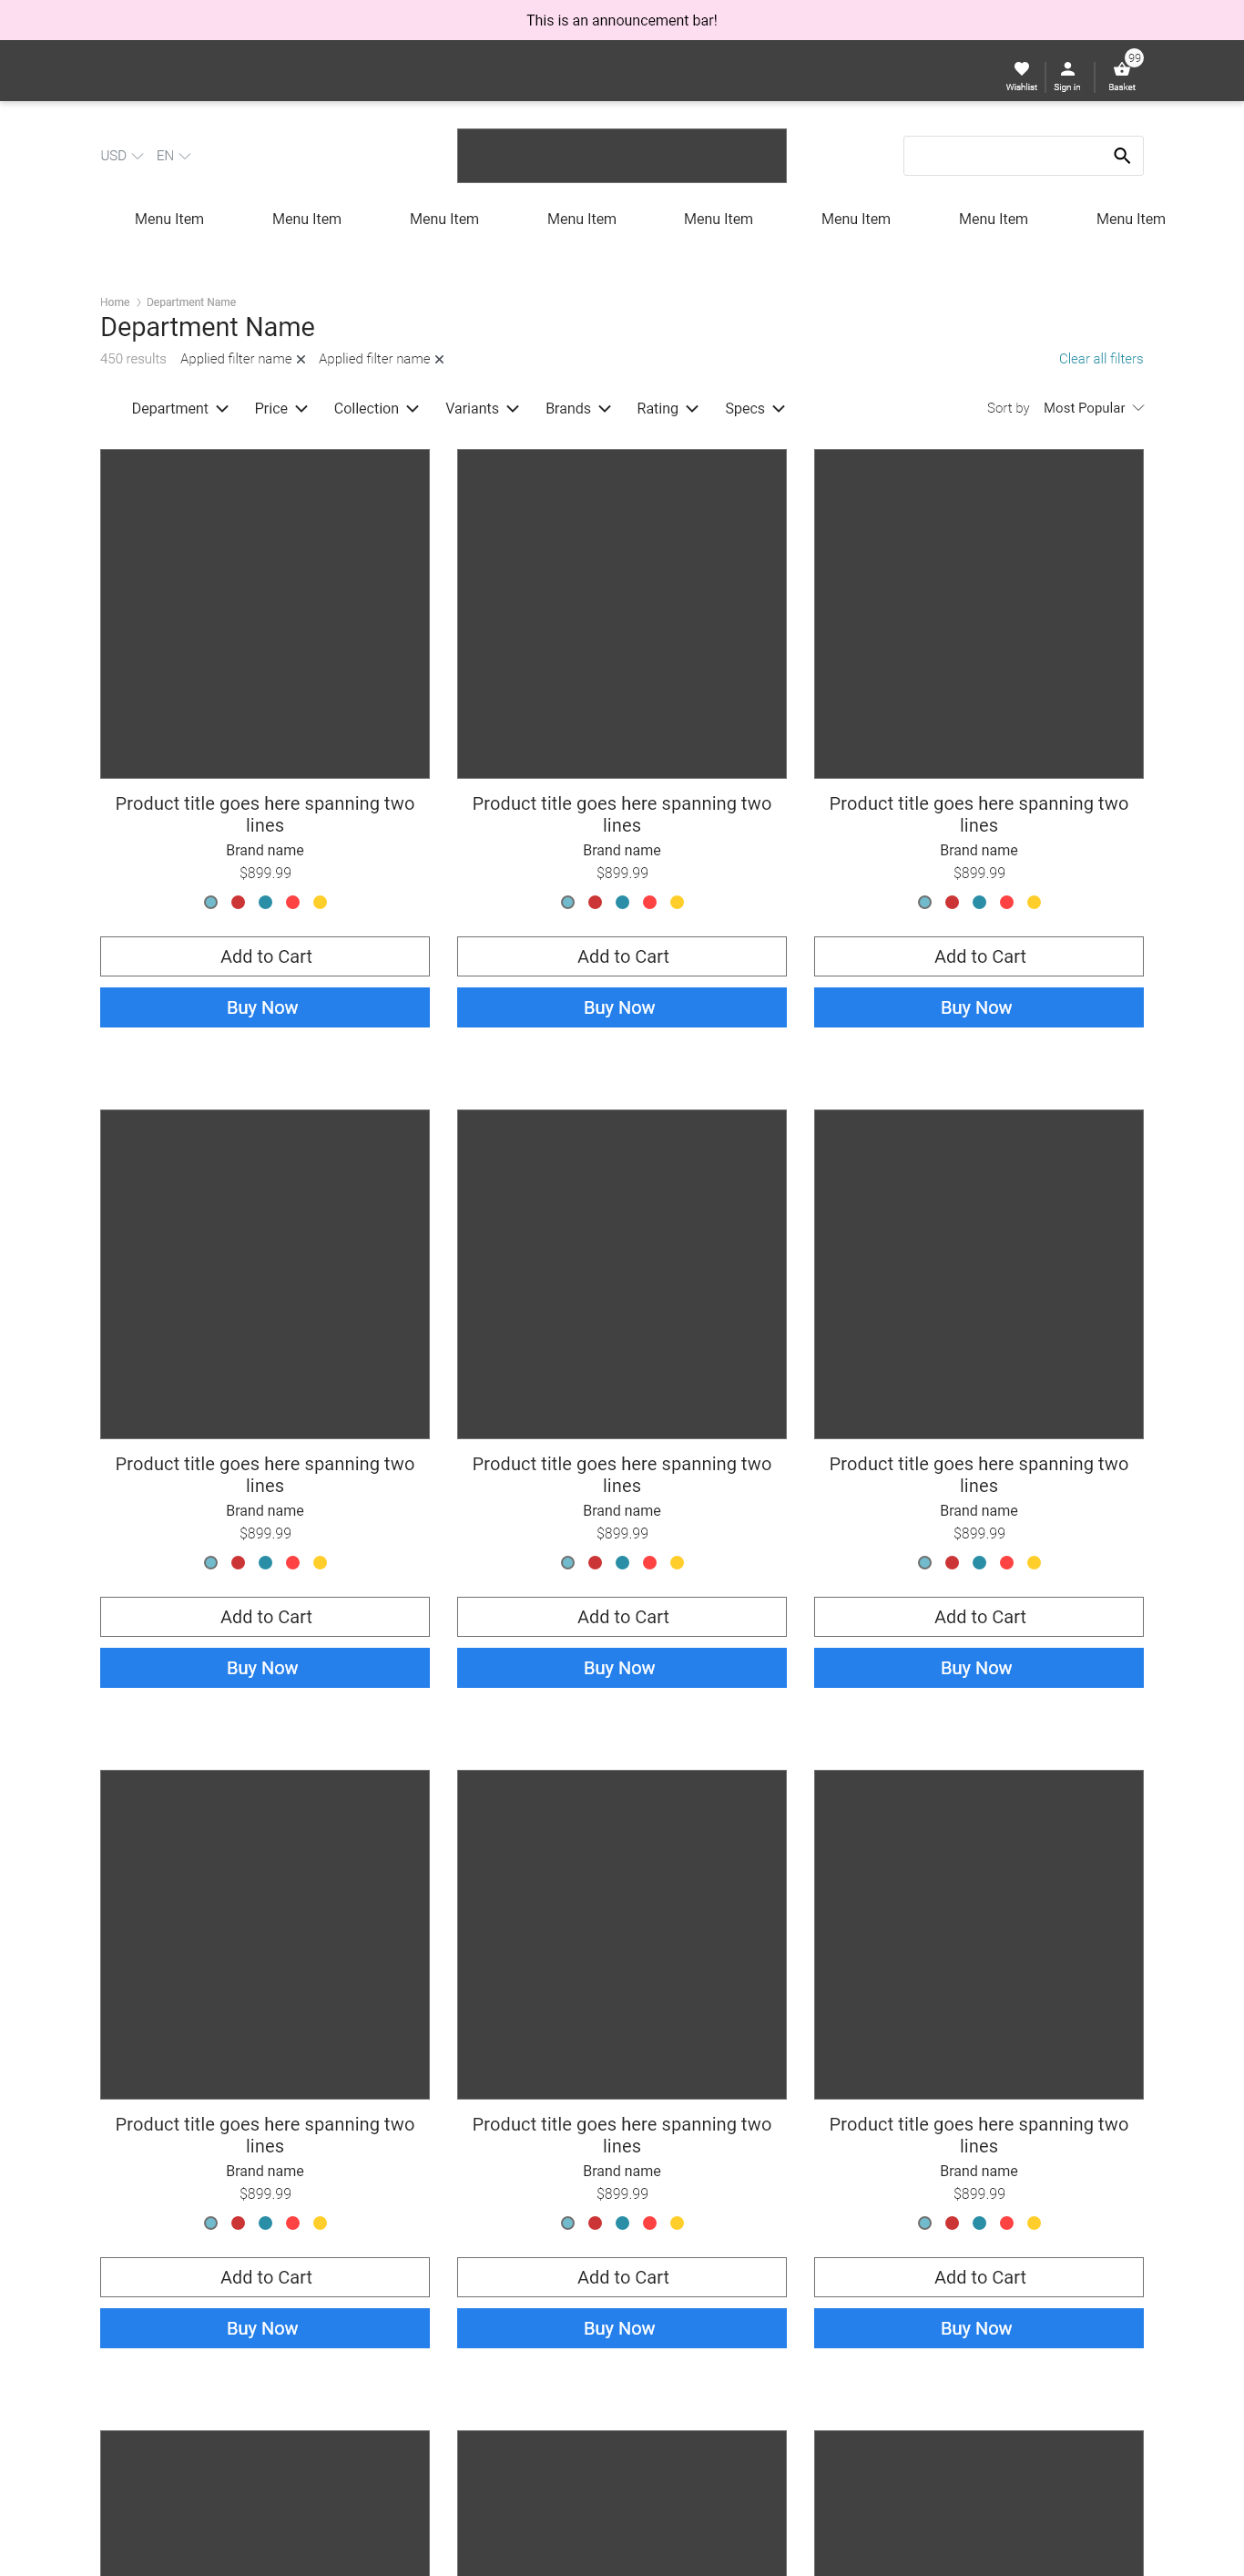 This is an announcement bar!
99
Wishlist Sign in Basket
USD EN
Menu Item Menu Item Menu Item Menu Item Menu Item Menu Item Menu Item Menu Item
Home Department Name
Department Name
450 results Applied filter name Applied filter name Clear all filters
Department Price Collection Variants Brands Rating Specs Sort by Most Popular
Product title goes here spanning two
lines
Brand name
$899.99
Add to Cart
Buy Now
Product title goes here spanning two
lines
Brand name
$899.99
Add to Cart
Buy Now
Product title goes here spanning two
lines
Brand name
$899.99
Add to Cart
Buy Now
Product title goes here spanning two
lines
Brand name
$899.99
Add to Cart
Buy Now
Product title goes here spanning two
lines
Brand name
$899.99
Add to Cart
Buy Now
Product title goes here spanning two
lines
Brand name
$899.99
Add to Cart
Buy Now
Product title goes here spanning two
lines
Brand name
$899.99
Add to Cart
Buy Now
Product title goes here spanning two
lines
Brand name
$899.99
Add to Cart
Buy Now
Product title goes here spanning two
lines
Brand name
$899.99
Add to Cart
Buy Now